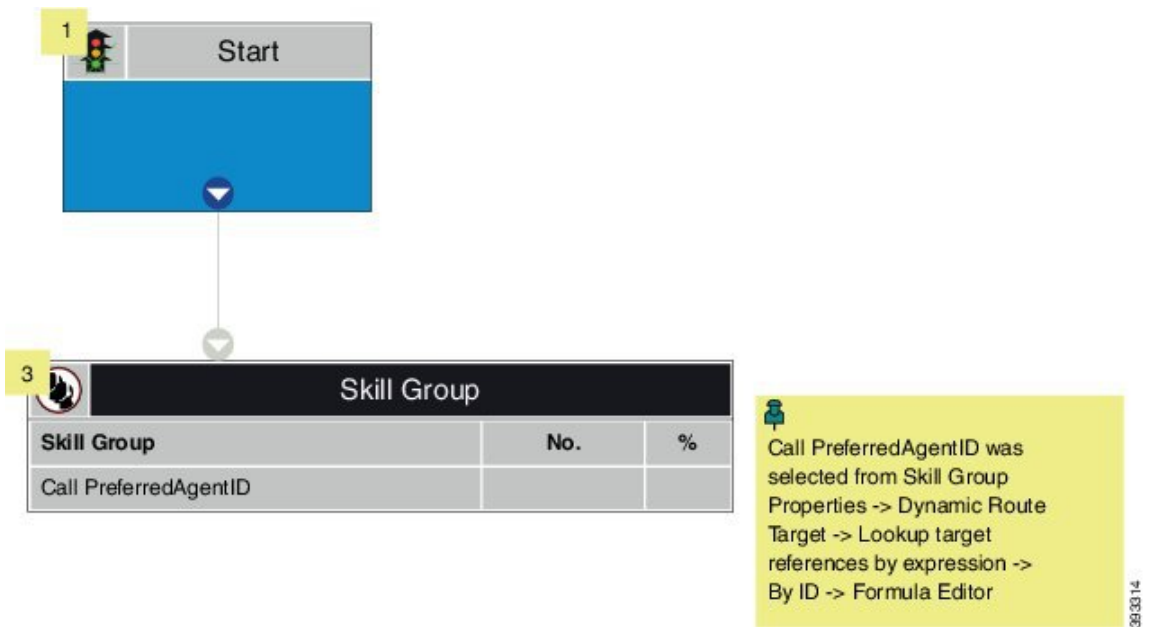 1
Start
3
Skill Group
Skill Group No. %
Call PreferredAgentID
Call PreferredAgentID was
selected from Skill Group
Properties -> Dynamic Route
Target -> Lookup target
references by expression ->
By ID -> Formula Editor
393314